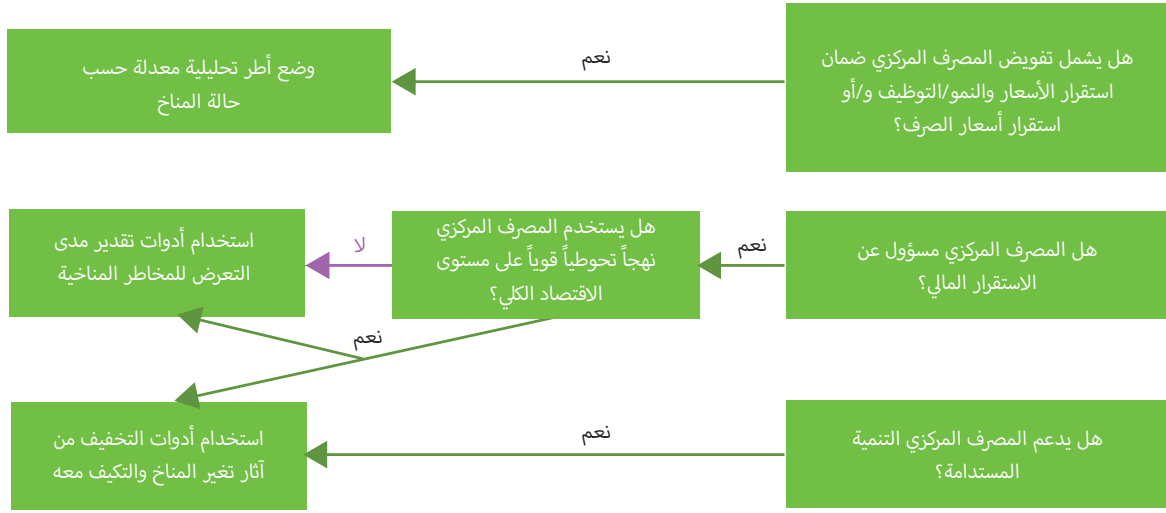 هل يشمل تفويض المصرف المركزي ضمان
استقرار الأسعار والنمو/التوظيف و/أو
استقرار أسعار الصرف؟
نعم
وضع أطر تحليلية معدلة حسب
حالة المناخ
هل المصرف المركزي مسؤول عن
الاستقرار المالي؟
نعم
هل يستخدم المصرف المركزي
نهجاً تحوطياً قوياً على مستوى
الاقتصاد الكلي؟
لا
استخدام أدوات تقدير مدى
التعرض للمخاطر المناخية
نعم
هل يدعم المصرف المركزي التنمية
المستدامة؟
نعم
استخدام أدوات التخفيف من
آثار تغير المناخ والتكيف معه